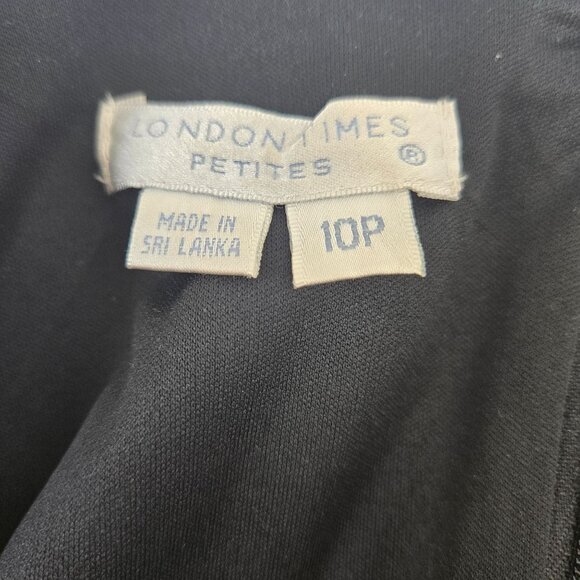 LONDON TIMES
PETITES ®
MADE IN
SRI LANKA
10P